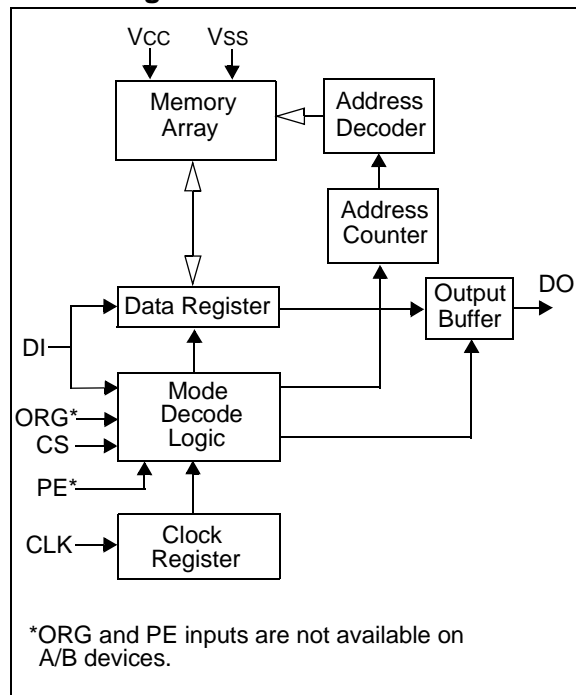 VCC
VSS
Memory
Array
Address
Decoder
Address
Counter
Data Register
Output
Buffer
DO
DI
Mode
Decode
Logic
ORG*
CS
PE*
CLK
Clock
Register
*ORG and PE inputs are not available on
A/B devices.